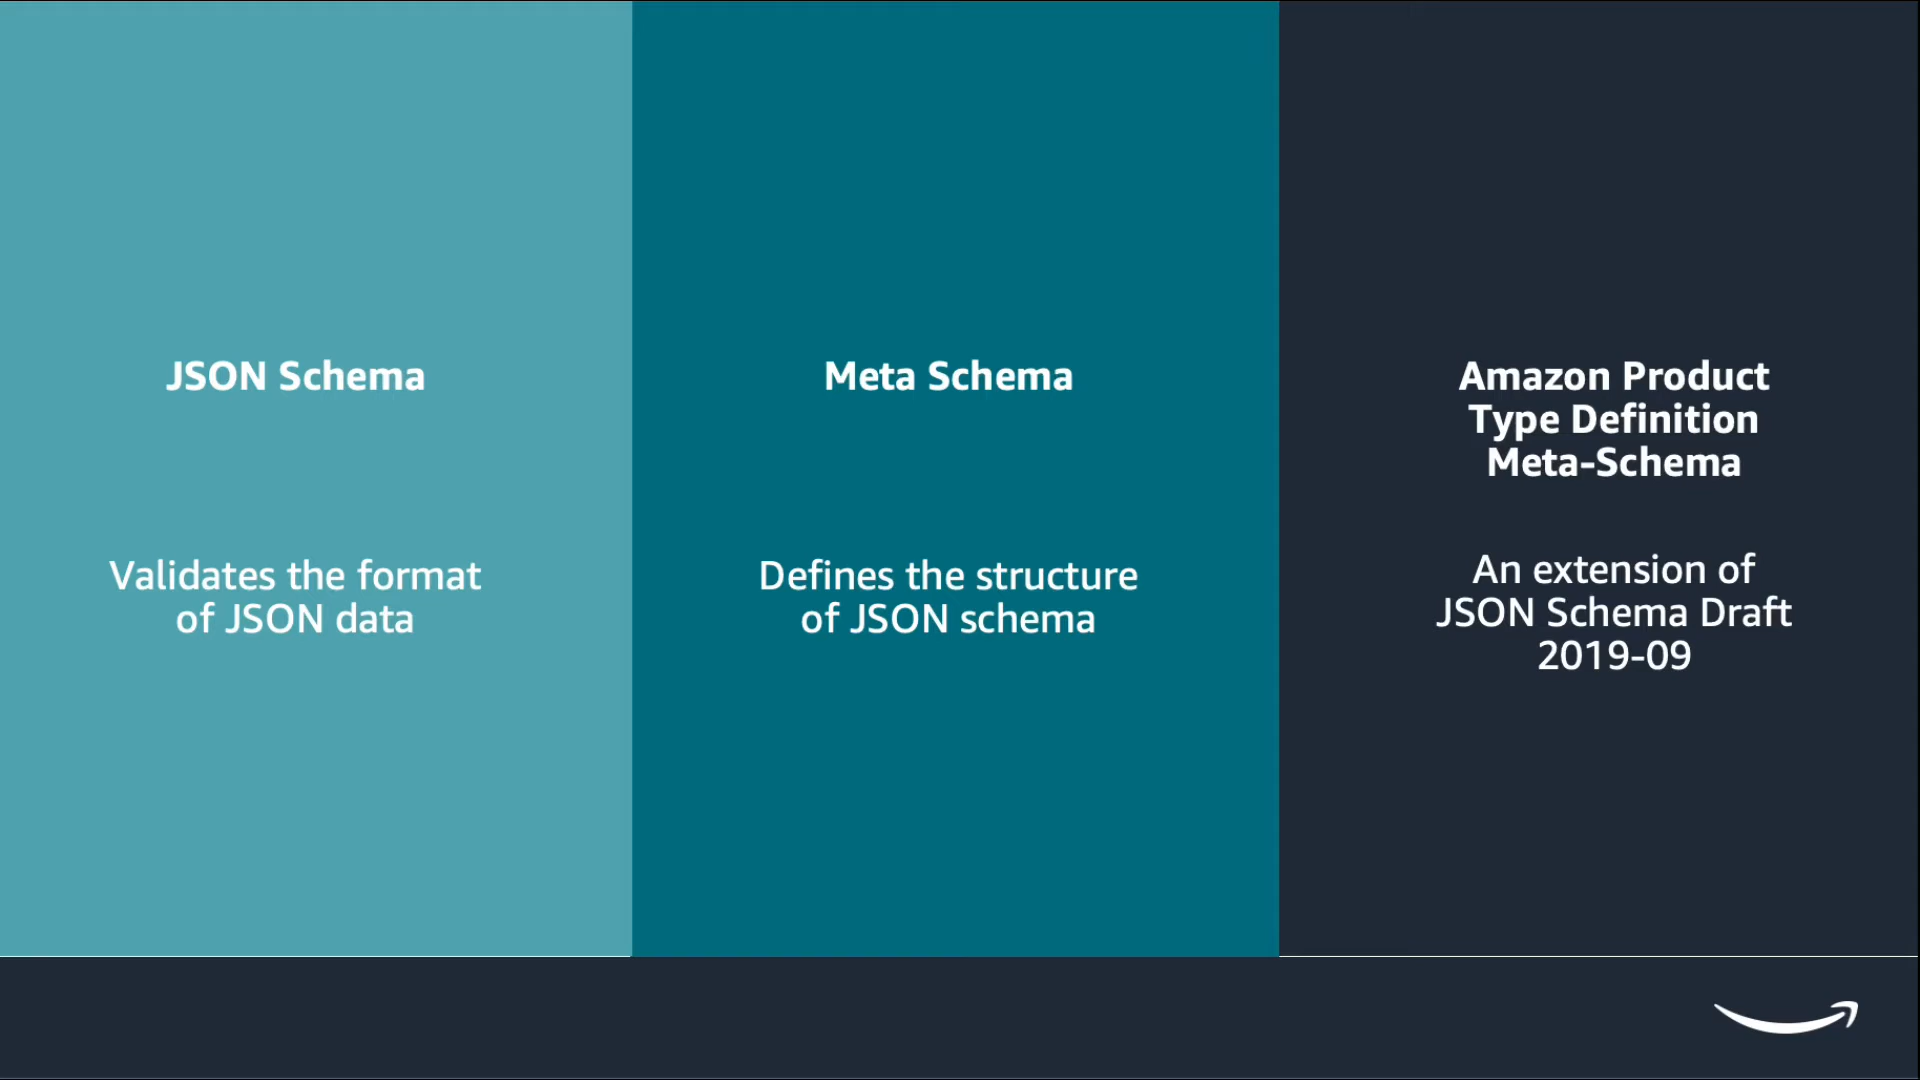 JSON Schema
Validates the format
of JSON data
Meta Schema
Defines the structure
of JSON schema
Amazon Product
Type Definition
Meta-Schema
An extension of
JSON Schema Draft
2019-09